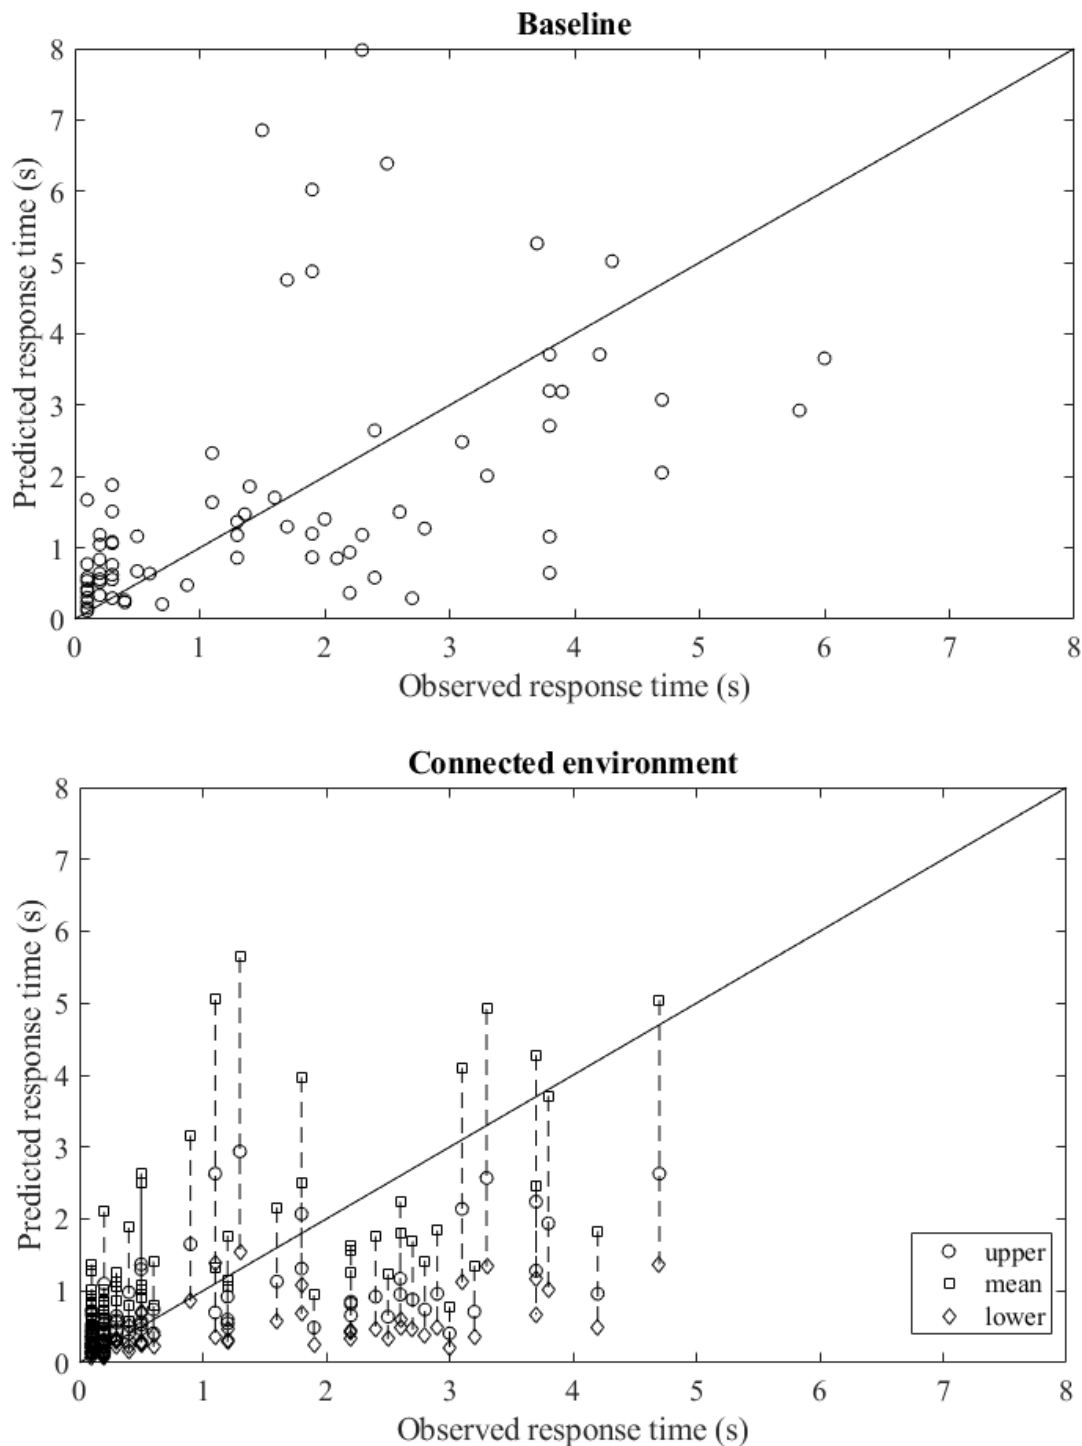 Baseline
8
7
6
5
4
3
2
1
0
Predicted response time (s)
0 1 2 3 4 5 6 7 8
Observed response time (s)
Connected environment
8
7
6
5
4
3
2
1
0
Predicted response time (s)
upper
mean
lower
0 1 2 3 4 5 6 7 8
Observed response time (s)